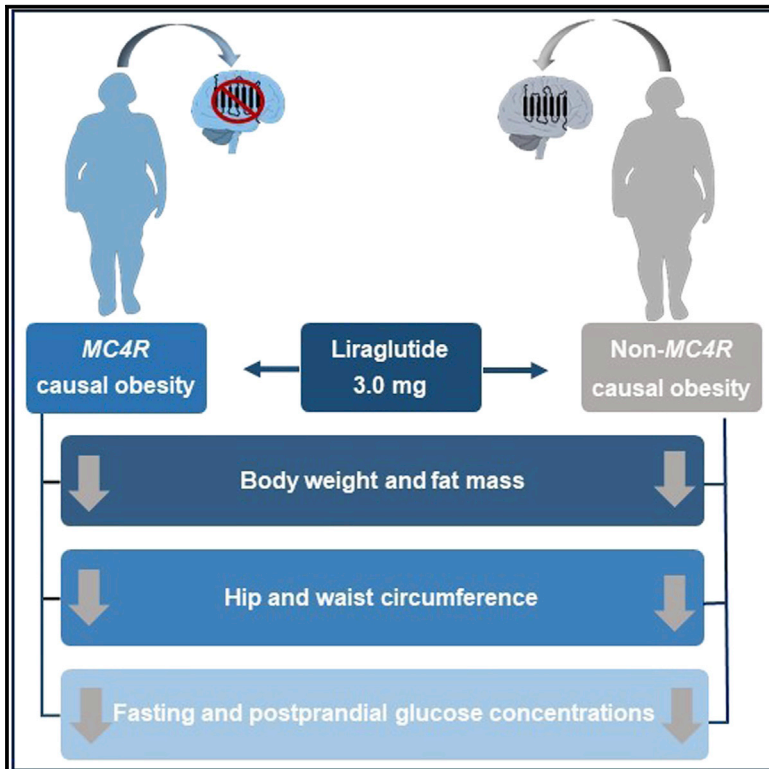 MC4R
causal obesity
Liraglutide
3.0 mg
Non-MC4R
causal obesity
Body weight and fat mass
Hip and waist circumference
Fasting and postprandial glucose concentrations